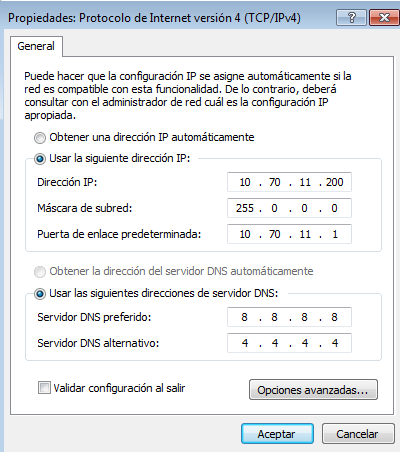 Propiedades: Protocolo de Internet versión 4 (TCP/IPv4)
General
Puede hacer que la configuración IP se asigne automáticamente si la
red es compatible con esta funcionalidad. De lo contrario, deberá
consultar con el administrador de red cuál es la configuración IP
apropiada.
Obtener una dirección IP automáticamente
Usar la siguiente dirección IP:
Dirección IP: 10 . 70 . 11 . 200
Máscara de subred: 255 . 0 . 0 . 0
Puerta de enlace predeterminada: 10 . 70 . 11 . 1
Obtener la dirección del servidor DNS automáticamente
Usar las siguientes direcciones de servidor DNS:
Servidor DNS preferido: 8 . 8 . 8 . 8
Servidor DNS alternativo: 4 . 4 . 4 . 4
Validar configuración al salir
Opciones avanzadas...
Aceptar Cancelar